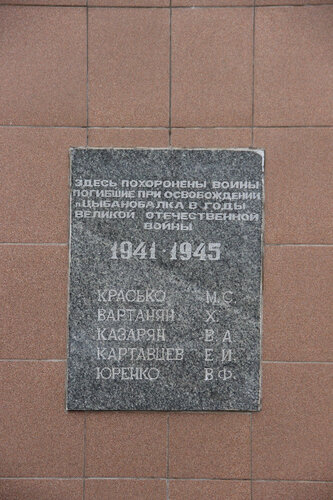 ЗДЕСЬ ПОХОРОНЕНЫ ВОИНЫ
ПОГИБШИЕ ПРИ ОСВОБОЖДЕНИИ
п.ЦЫБАНОБАЛКА В ГОДЫ
ВЕЛИКОЙ ОТЕЧЕСТВЕННОЙ
ВОЙНЫ
1941-1945
КРАСЬКО М.С.
ВАРТАНЯН Х.
КАЗАРЯН В.А.
КАРТАВЦЕВ Е.И.
ЮРЕНКО В.Ф.